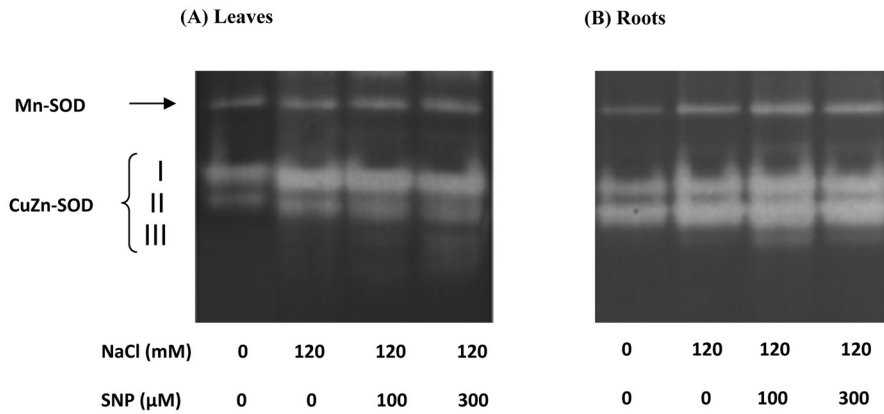 (A) Leaves
(B) Roots
Mn-SOD
CuZn-SOD
I
II
III
NaCl (mM) 0 120 120 120 0 120 120 120
SNP (µM) 0 0 100 300 0 0 100 300